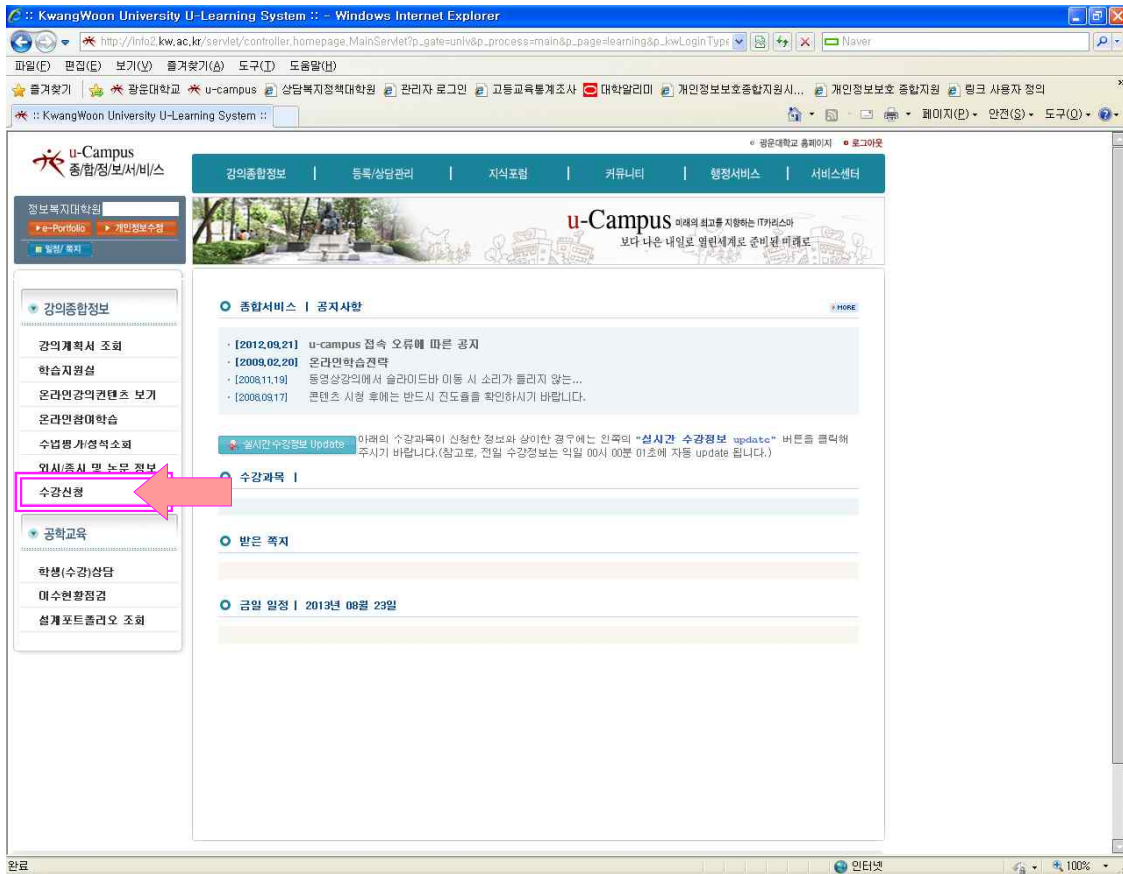 :: KwangWoon University U-Learning System :: - Windows Internet Explorer
http://info2.kw.ac.kr/servlet/controller.homepage.MainServlet?p_gate=univ&p_process=main&p_page=learning&p_kwLoginType
Naver
파일(F) 편집(E) 보기(V) 즐겨찾기(A) 도구(T) 도움말(H)
즐겨찾기 광운대학교 u-campus 상담복지정책대학원 관리자 로그인 고등교육통계조사 대학알리미 개인정보보호종합지원시... 개인정보보호 종합지원 링크 사용자 정의
:: KwangWoon University U-Learning System ::
페이지(P) 안전(S) 도구(O)
광운대학교 홈페이지 로그아웃
u-Campus
종/합/정/보/서/비/스
강의종합정보 | 등록/상담관리 | 지식포럼 | 커뮤니티 | 행정서비스 | 서비스센터
정보복지대학원
e-Portfolio 개인정보수정
일정/ 쪽지
u-Campus 미래의 최고를 지향하는 IT카리스마
보다 나은 내일로 열린세계로 준비된 미래로
강의종합정보
강의계획서 조회
학습지원실
온라인강의컨텐츠 보기
온라인참여학습
수업평가/성적조회
외시/종시 및 논문 정보
수강신청
공학교육
학생(수강)상담
이수현황점검
설계포트폴리오 조회
종합서비스 | 공지사항
MORE
· [2012.09.21] u-campus 접속 오류에 따른 공지
· [2009.02.20] 온라인학습전략
· [2008.11.19] 동영상강의에서 슬라이드바 이동 시 소리가 들리지 않는...
· [2008.09.17] 콘텐츠 시청 후에는 반드시 진도율을 확인하시기 바랍니다.
실시간 수강정보 Update
아래의 수강과목이 신청한 정보와 상이한 경우에는 왼쪽의 "실시간 수강정보 update" 버튼을 클릭해
주시기 바랍니다.(참고로, 전일 수강정보는 익일 00시 00분 01초에 자동 update 됩니다.)
수강과목 |
받은 쪽지
금일 일정 | 2013년 08월 23일
완료
인터넷
100%